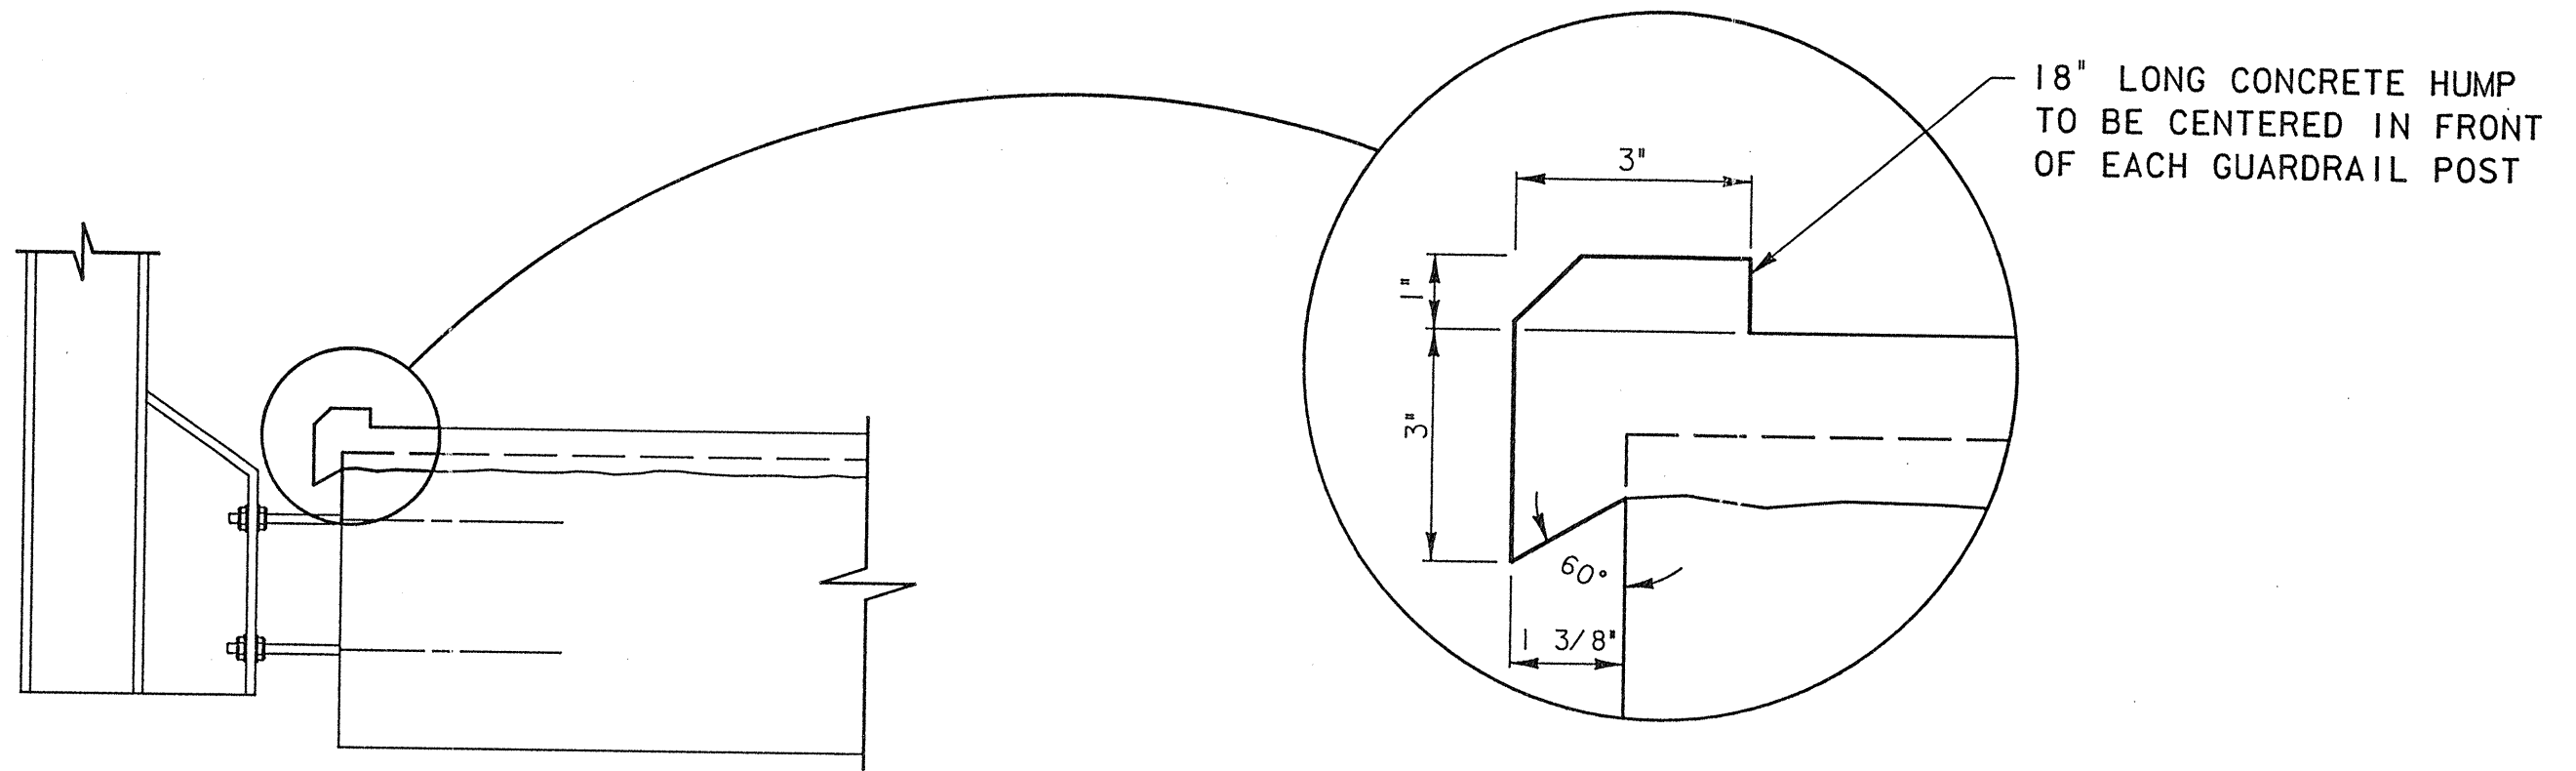 18" LONG CONCRETE HUMP
TO BE CENTERED IN FRONT
OF EACH GUARDRAIL POST
3"
1"
3"
60°
1 3/8"